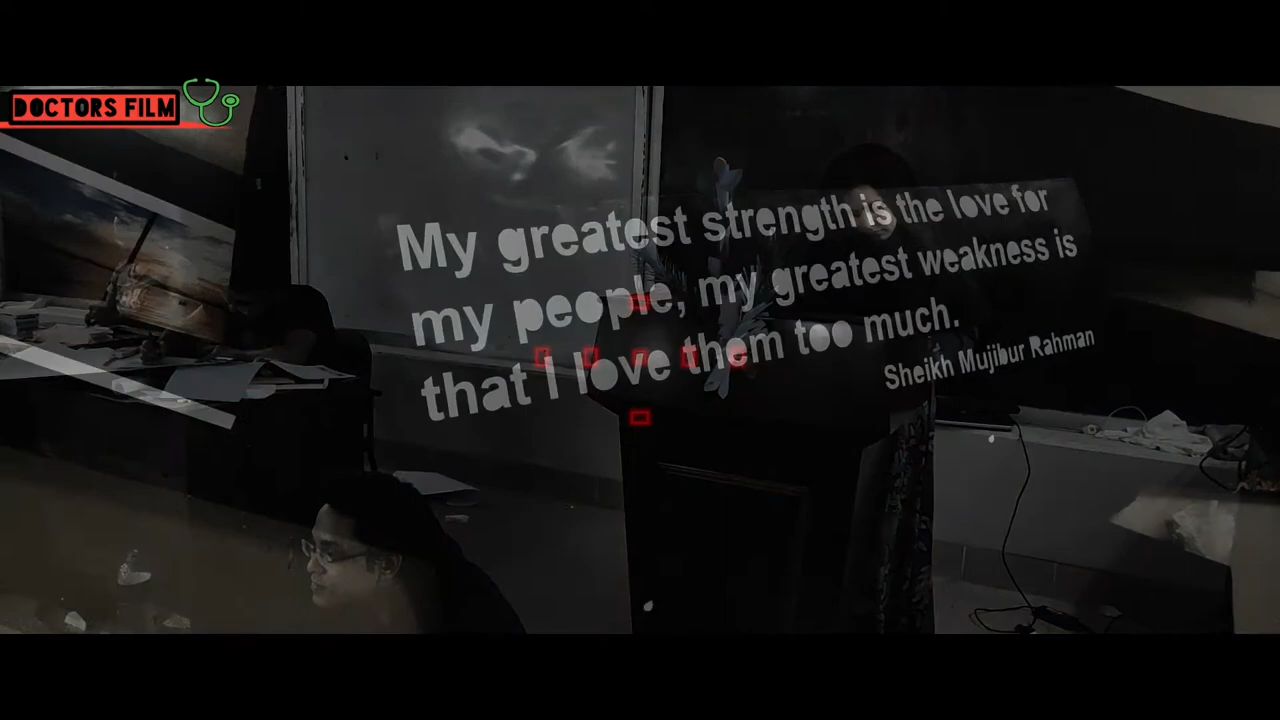 DOCTORS FILM
My greatest strength is the love for
my people, my greatest weakness is
that I love them too much.
Sheikh Mujibur Rahman